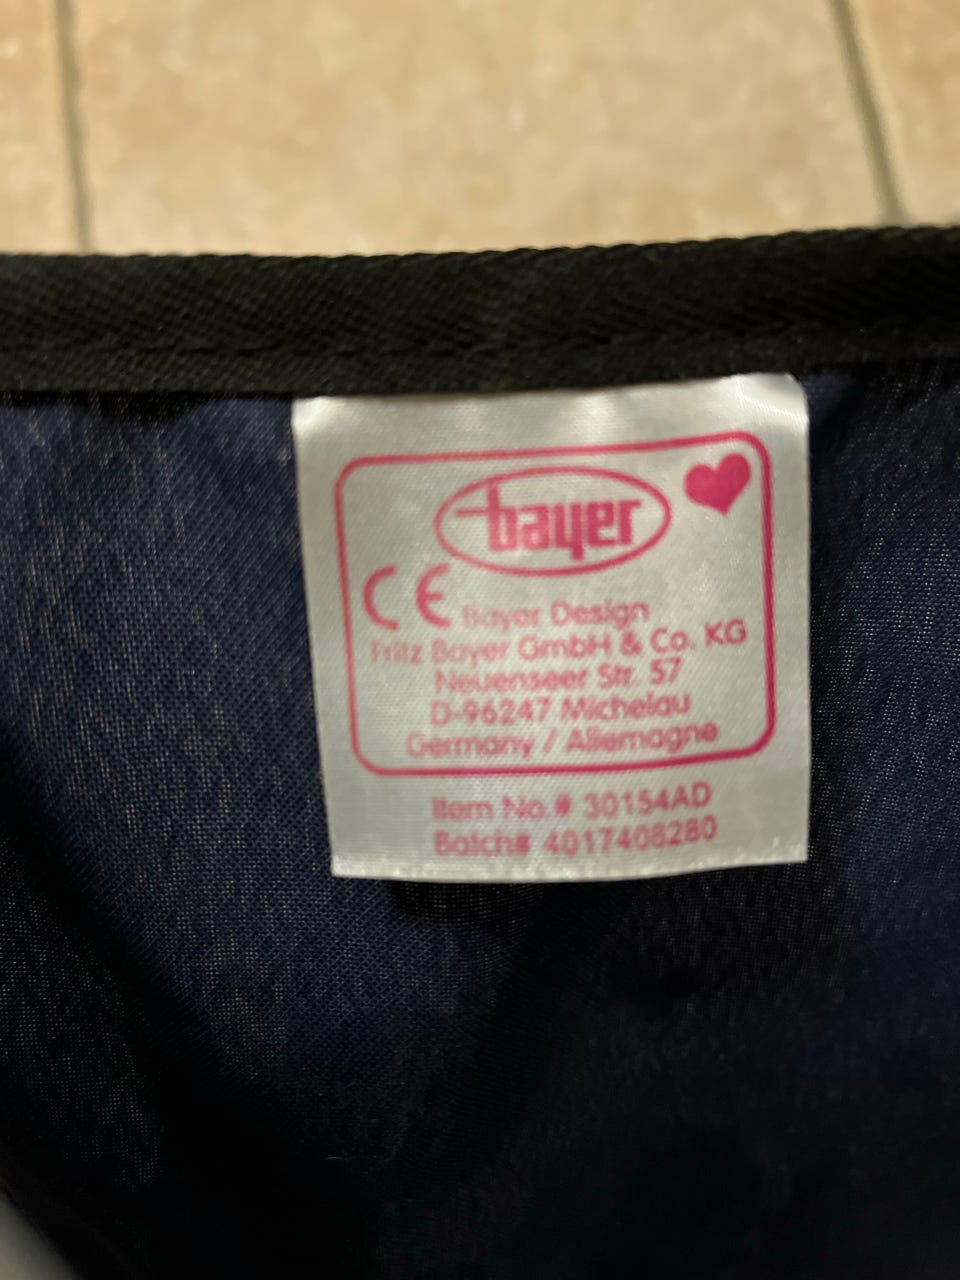 bayer
CE Bayer Design
Fritz Bayer GmbH & Co. KG
Neuenseer Str. 57
D-96247 Michelau
Germany / Allemagne
Item No.# 30154AD
Batch# 4017408280